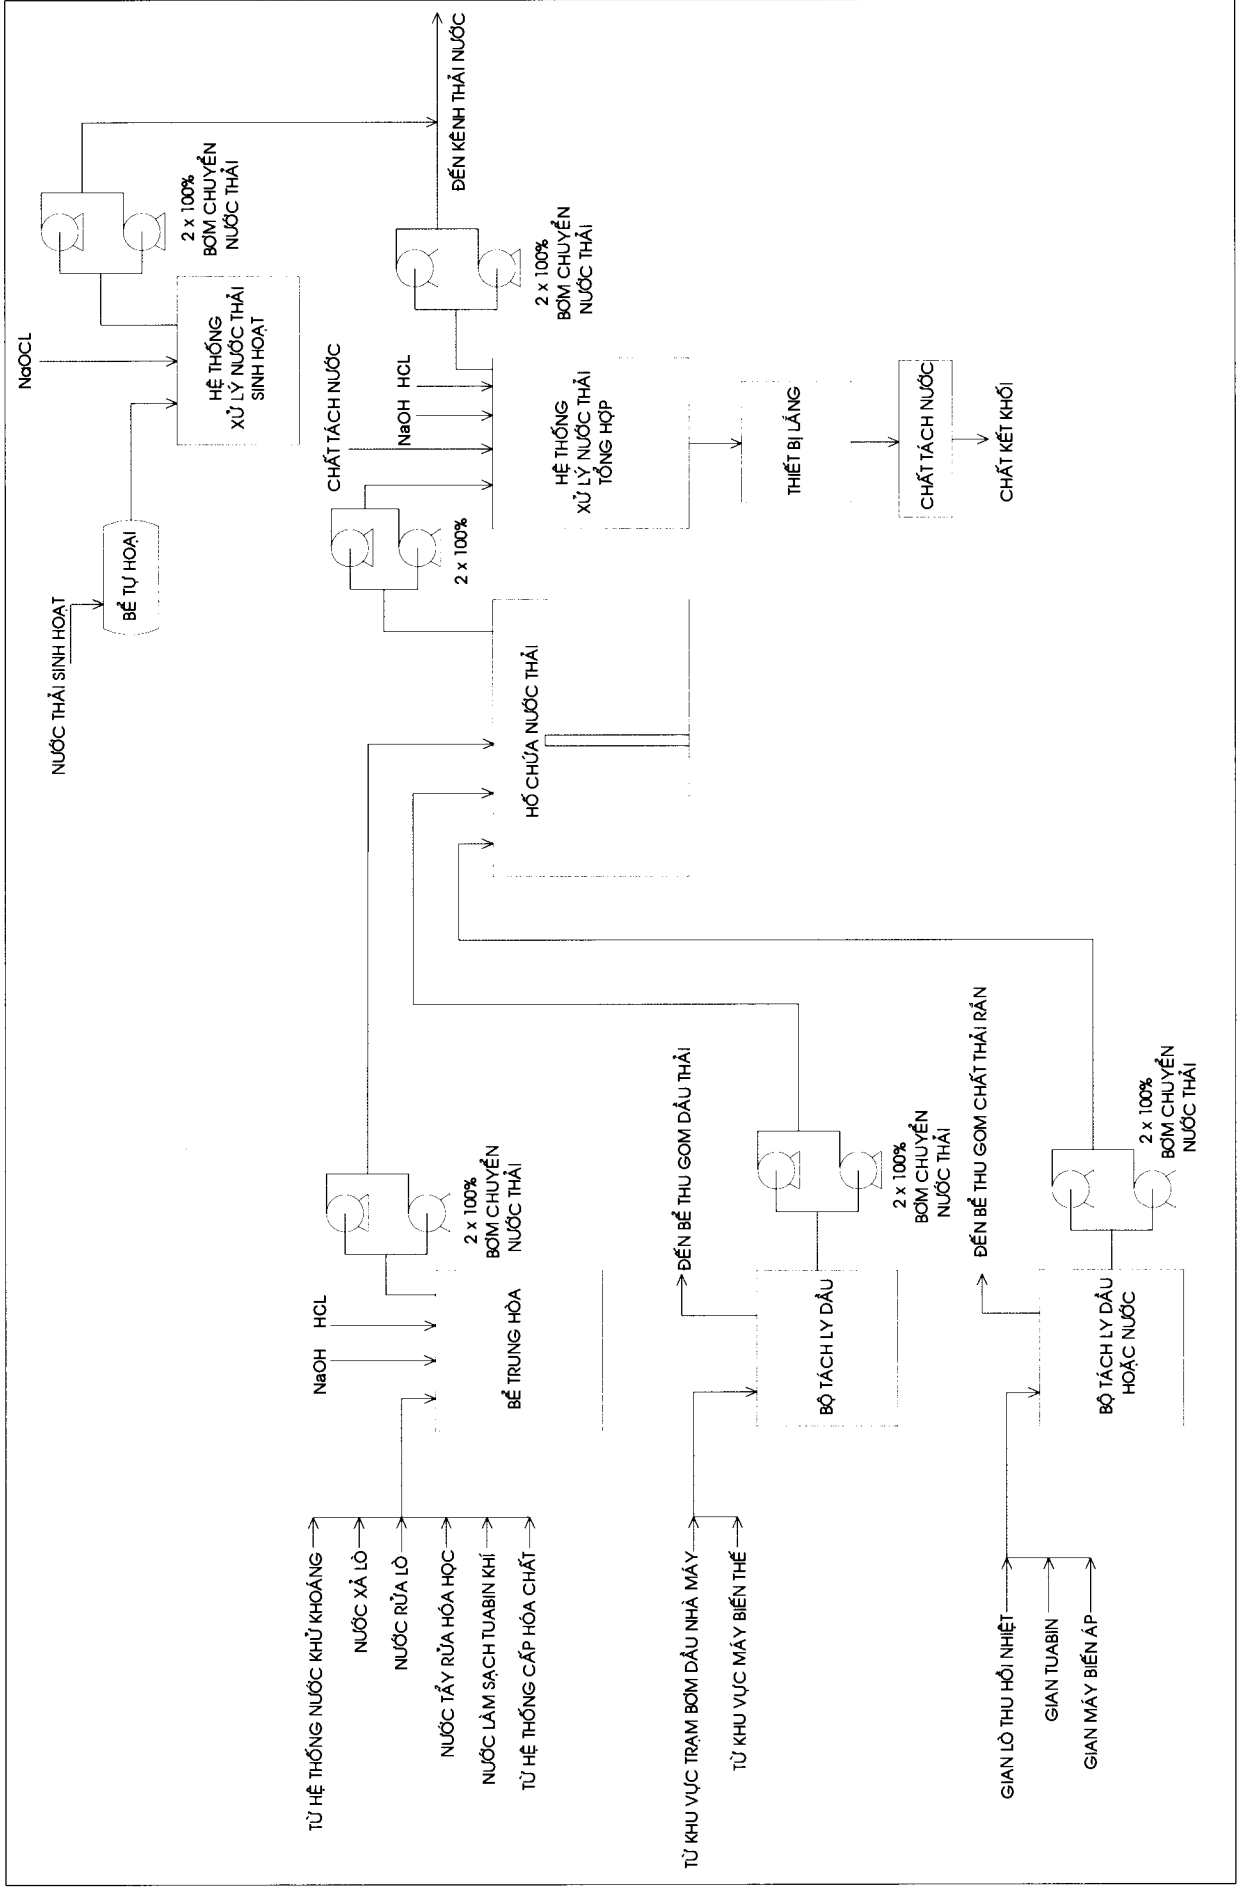 NƯỚC THẢI SINH HOẠT
BỂ TỰ HOẠI
NaOCL
HỆ THỐNG
XỬ LÝ NƯỚC THẢI
SINH HOẠT
2 x 100%
BƠM CHUYỂN
NƯỚC THẢI
TỪ HỆ THỐNG NƯỚC KHỬ KHOÁNG
NƯỚC XẢ LÒ
NƯỚC RỬA LÒ
NƯỚC TẨY RỬA HÓA HỌC
NƯỚC LÀM SẠCH TUABIN KHÍ
TỪ HỆ THỐNG CẤP HÓA CHẤT
NaOH
HCL
BỂ TRUNG HÒA
2 x 100%
BƠM CHUYỂN
NƯỚC THẢI
HỐ CHỨA NƯỚC THẢI
2 x 100%
CHẤT TÁCH NƯỚC
NaOH
HCL
HỆ THỐNG
XỬ LÝ NƯỚC THẢI
TỔNG HỢP
2 x 100%
BƠM CHUYỂN
NƯỚC THẢI
ĐẾN KÊNH THẢI NƯỚC
THIẾT BỊ LẮNG
CHẤT TÁCH NƯỚC
CHẤT KẾT KHỐI
TỪ KHU VỰC TRẠM BƠM DẦU NHÀ MÁY
TỪ KHU VỰC MÁY BIẾN THẾ
BỘ TÁCH LY DẦU
ĐẾN BỂ THU GOM DẦU THẢI
2 x 100%
BƠM CHUYỂN
NƯỚC THẢI
GIAN LÒ THU HỒI NHIỆT
GIAN TUABIN
GIAN MÁY BIẾN ÁP
BỘ TÁCH LY DẦU
HOẶC NƯỚC
ĐẾN BỂ THU GOM CHẤT THẢI RẮN
2 x 100%
BƠM CHUYỂN
NƯỚC THẢI